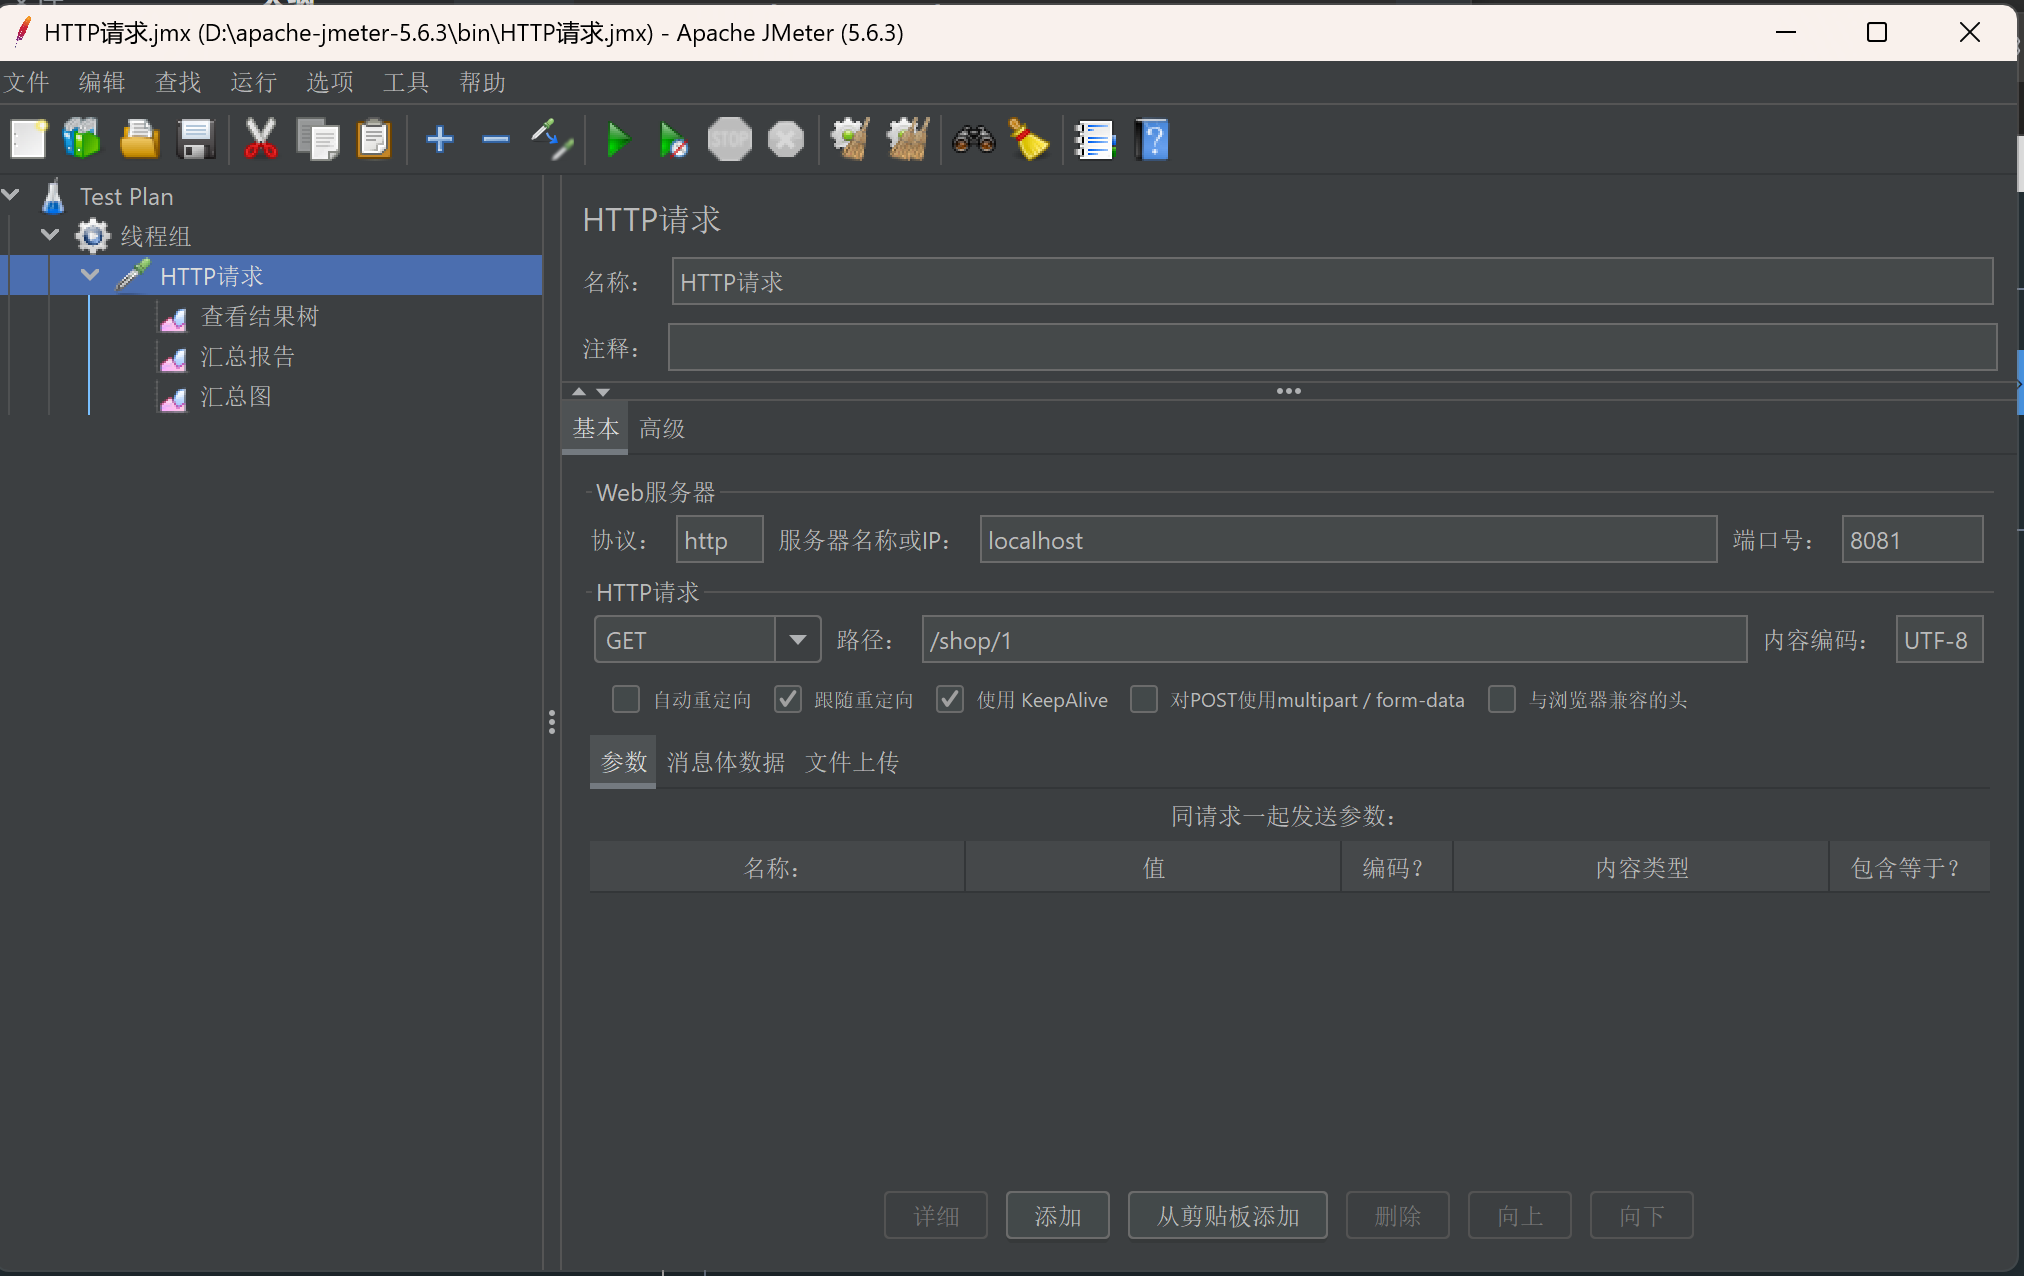 HTTP请求.jmx (D:\apache-jmeter-5.6.3\bin\HTTP请求.jmx) - Apache JMeter (5.6.3)
文件 编辑 查找 运行 选项 工具 帮助
STOP
Test Plan
线程组
HTTP请求
查看结果树
汇总报告
汇总图
HTTP请求
名称： HTTP请求
注释：
基本 高级
Web服务器
协议： http 服务器名称或IP： localhost 端口号： 8081
HTTP请求
GET 路径： /shop/1 内容编码： UTF-8
自动重定向 跟随重定向 使用 KeepAlive 对POST使用multipart / form-data 与浏览器兼容的头
参数 消息体数据 文件上传
同请求一起发送参数：
名称： 值 编码？ 内容类型 包含等于？
详细 添加 从剪贴板添加 删除 向上 向下